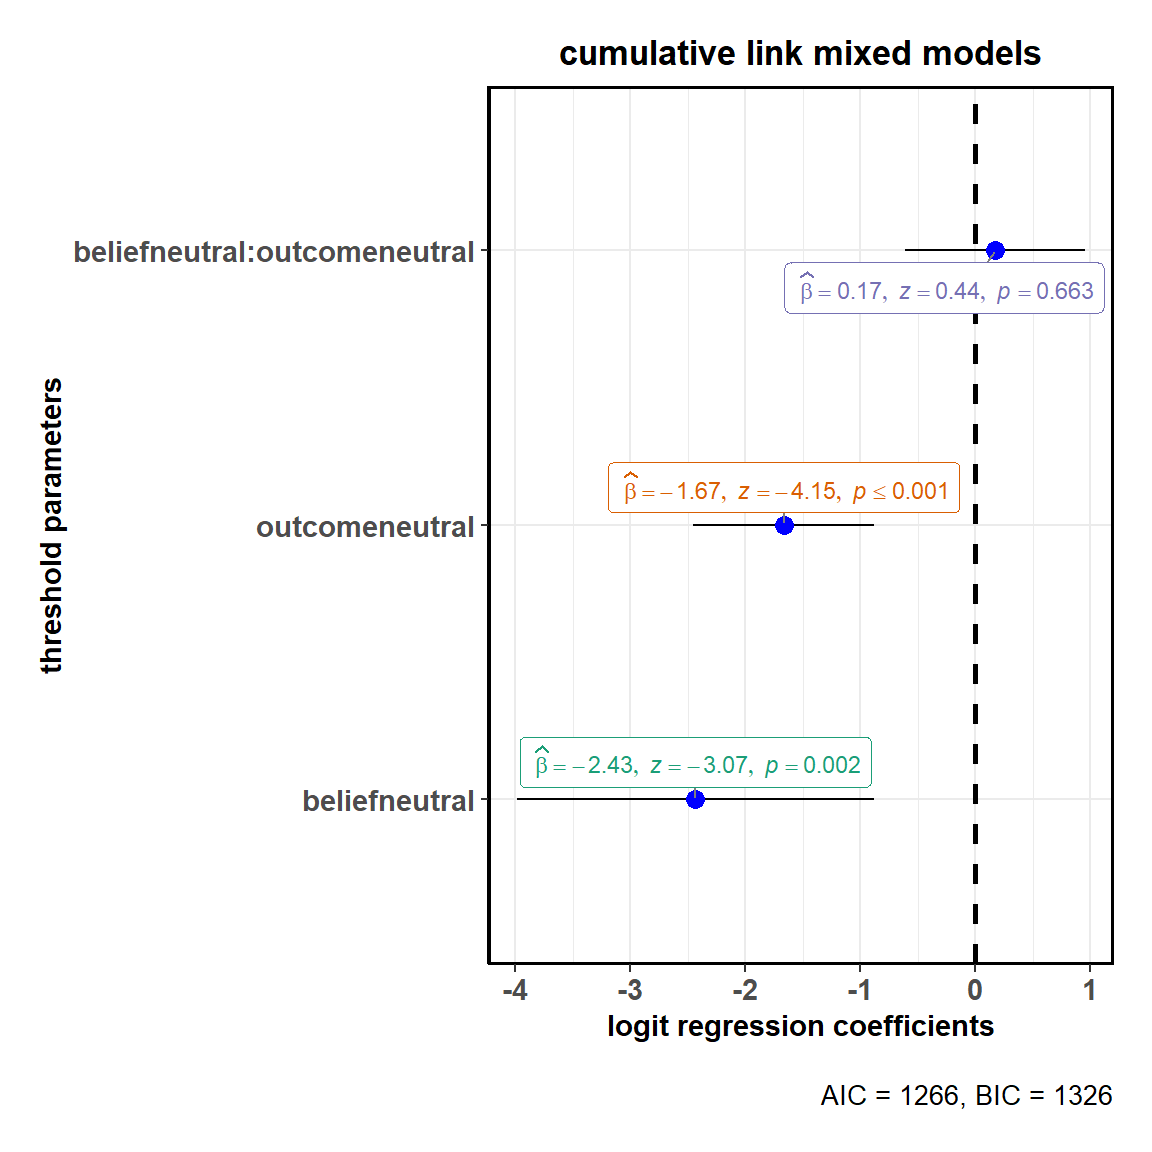 cumulative link mixed models
threshold parameters
beliefneutral:outcomeneutral
β̂ = 0.17, z = 0.44, p = 0.663
outcomeneutral
β̂ = −1.67, z = −4.15, p ≤ 0.001
beliefneutral
β̂ = −2.43, z = −3.07, p = 0.002
-4 -3 -2 -1 0 1
logit regression coefficients
AIC = 1266, BIC = 1326